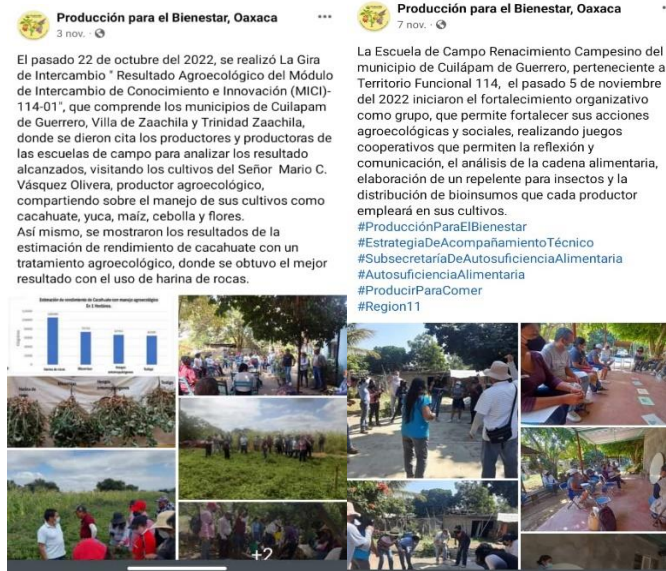 Producción para el Bienestar, Oaxaca
3 nov. ·
El pasado 22 de octubre del 2022, se realizó La Gira
de Intercambio " Resultado Agroecológico del Módulo
de Intercambio de Conocimiento e Innovación (MICI)-
114-01", que comprende los municipios de Cuilapam
de Guerrero, Villa de Zaachila y Trinidad Zaachila,
donde se dieron cita los productores y productoras de
las escuelas de campo para analizar los resultado
alcanzados, visitando los cultivos del Señor Mario C.
Vásquez Olivera, productor agroecológico,
compartiendo sobre el manejo de sus cultivos como
cacahuate, yuca, maíz, cebolla y flores.
Así mismo, se mostraron los resultados de la
estimación de rendimiento de cacahuate con un
tratamiento agroecológico, donde se obtuvo el mejor
resultado con el uso de harina de rocas.
Estimación de rendimiento de Cacahuate con manejo agroecológico
+2
Producción para el Bienestar, Oaxaca
7 nov. ·
La Escuela de Campo Renacimiento Campesino del
municipio de Cuilápam de Guerrero, perteneciente a
Territorio Funcional 114, el pasado 5 de noviembre
del 2022 iniciaron el fortalecimiento organizativo
como grupo, que permite fortalecer sus acciones
agroecológicas y sociales, realizando juegos
cooperativos que permiten la reflexión y
comunicación, el análisis de la cadena alimentaria,
elaboración de un repelente para insectos y la
distribución de bioinsumos que cada productor
empleará en sus cultivos.
#ProducciónParaElBienestar
#EstrategiaDeAcompañamientoTécnico
#SubsecretaríaDeAutosuficienciaAlimentaria
#AutosuficienciaAlimentaria
#ProducirParaComer
#Region11